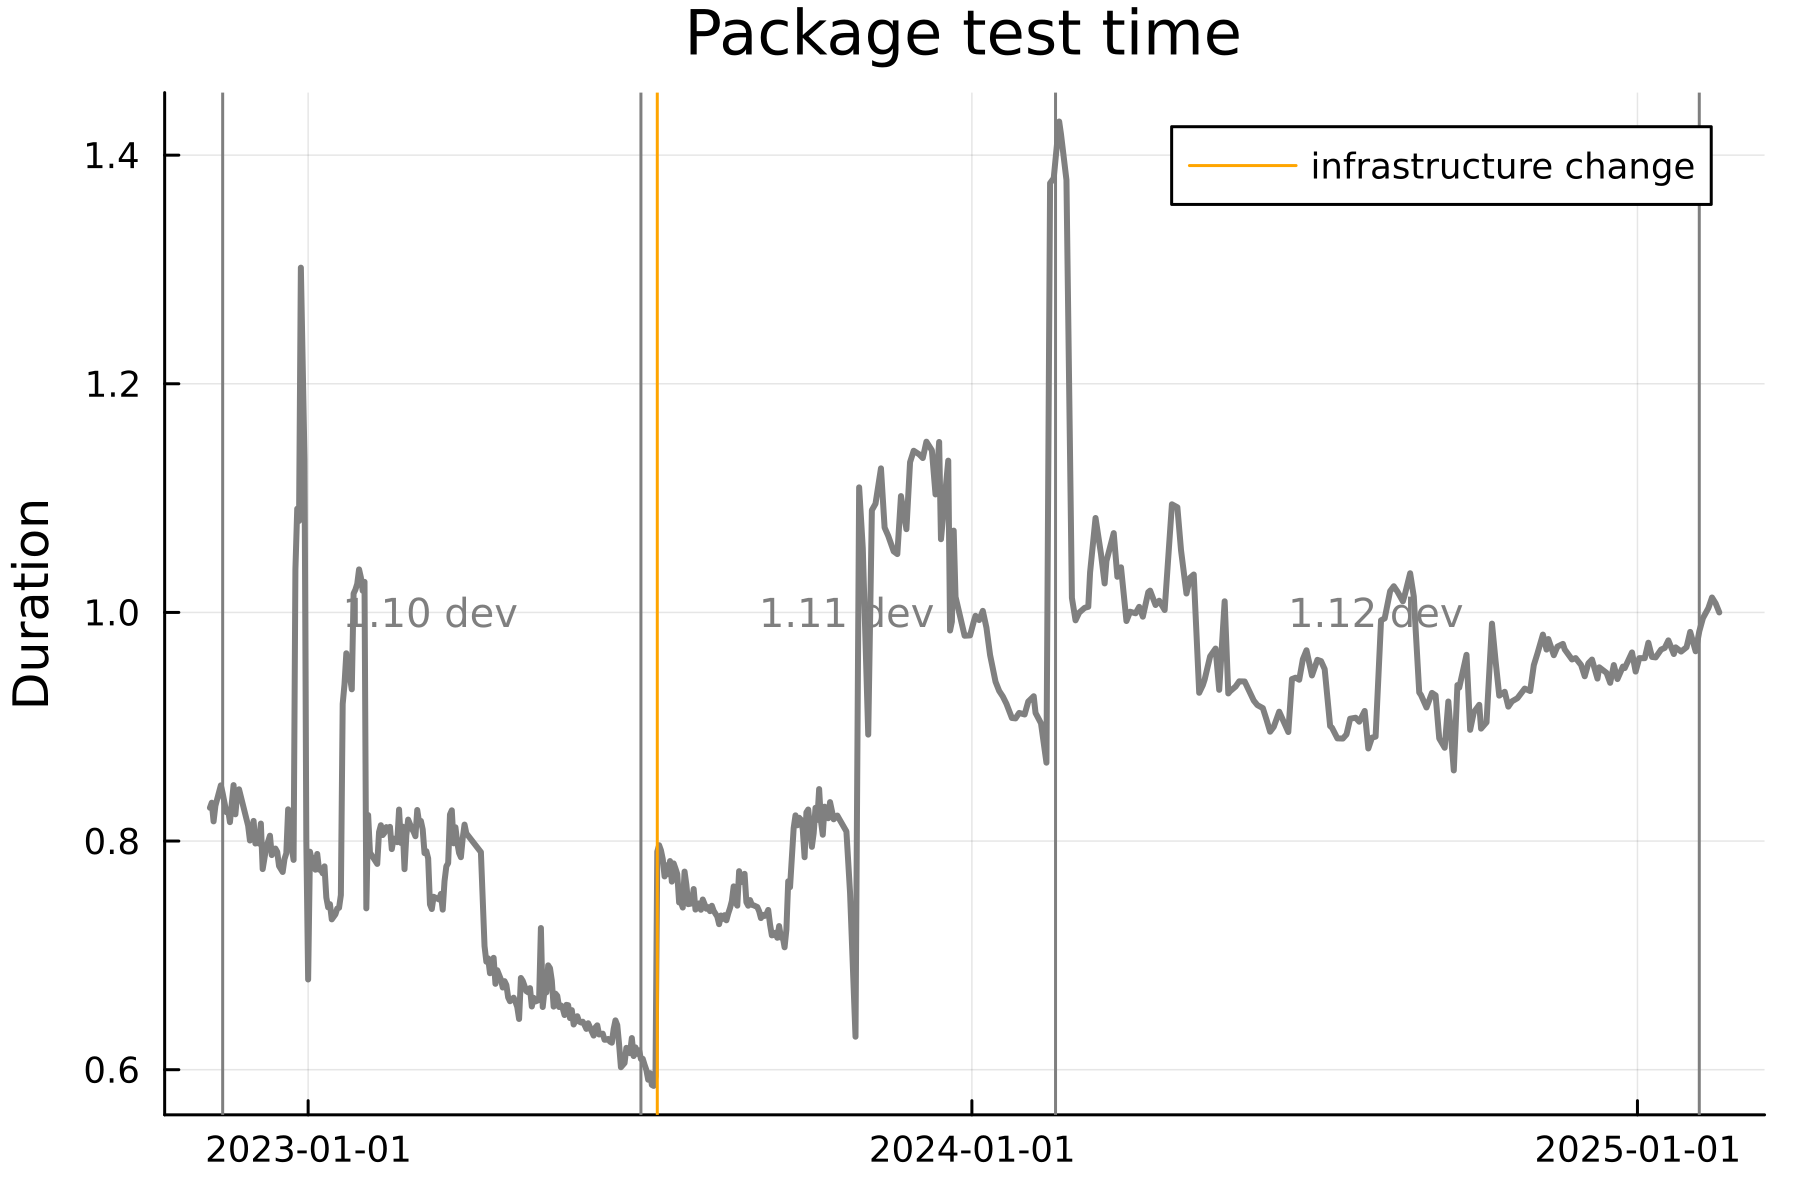 Package test time
infrastructure change
1.4
1.2
1.0
0.8
0.6
Duration
1.10 dev
1.11 dev
1.12 dev
2023-01-01
2024-01-01
2025-01-01